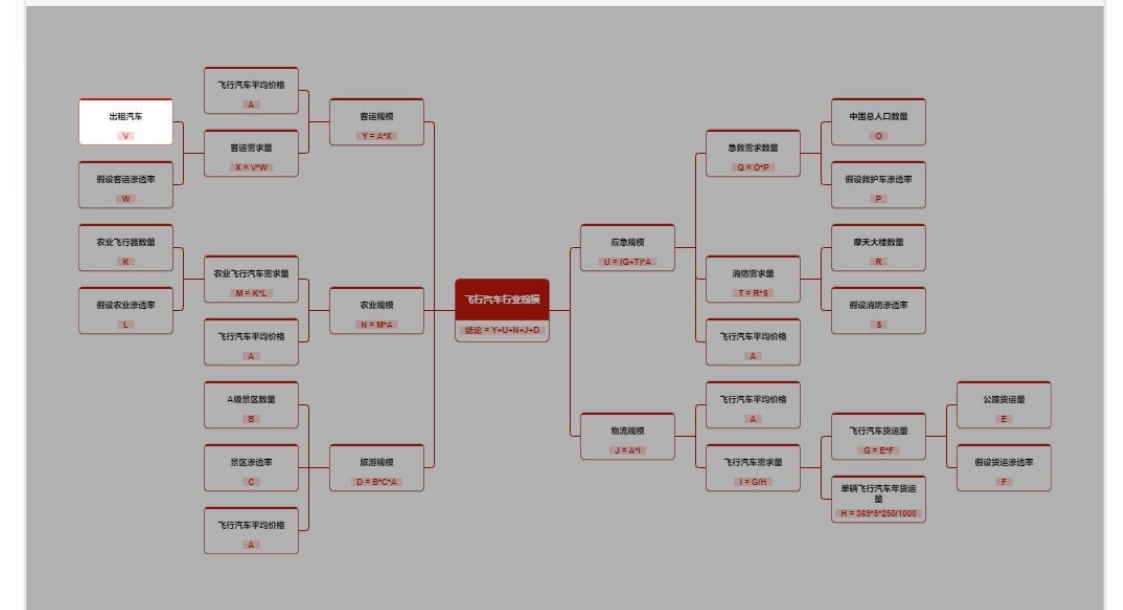 飞行汽车平均价格
A
出租汽车
V
客运规模
Y = A*X
客运需求量
X = V*W
假设客运渗透率
W
农业飞行器数量
K
农业飞行汽车需求量
M = K*L
假设农业渗透率
L
农业规模
N = M*A
飞行汽车平均价格
A
A级景区数量
B
景区渗透率
C
旅游规模
D = B*C*A
飞行汽车平均价格
A
飞行汽车行业规模
结论 = Y+U+N+J+D
应急规模
U = (Q+T)*A
急救需求数量
Q = O*P
中国总人口数量
O
假设救护车渗透率
P
消防需求量
T = R*S
摩天大楼数量
R
假设消防渗透率
S
飞行汽车平均价格
A
物流规模
J = A*I
飞行汽车平均价格
A
飞行汽车需求量
I = G/H
飞行汽车货运量
G = E*F
公路货运量
E
假设货运渗透率
F
单辆飞行汽车年货运
量
H = 365*5*250/1000